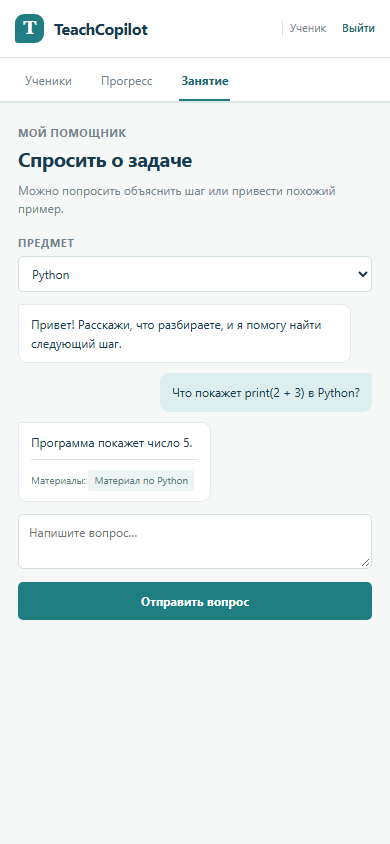 T TeachCopilot Ученик Выйти
Ученики Прогресс Занятие
МОЙ ПОМОЩНИК
Спросить о задаче
Можно попросить объяснить шаг или привести похожий
пример.
ПРЕДМЕТ
Python
Привет! Расскажи, что разбираете, и я помогу найти
следующий шаг.
Что покажет print(2 + 3) в Python?
Программа покажет число 5.
Материалы: Материал по Python
Напишите вопрос...
Отправить вопрос